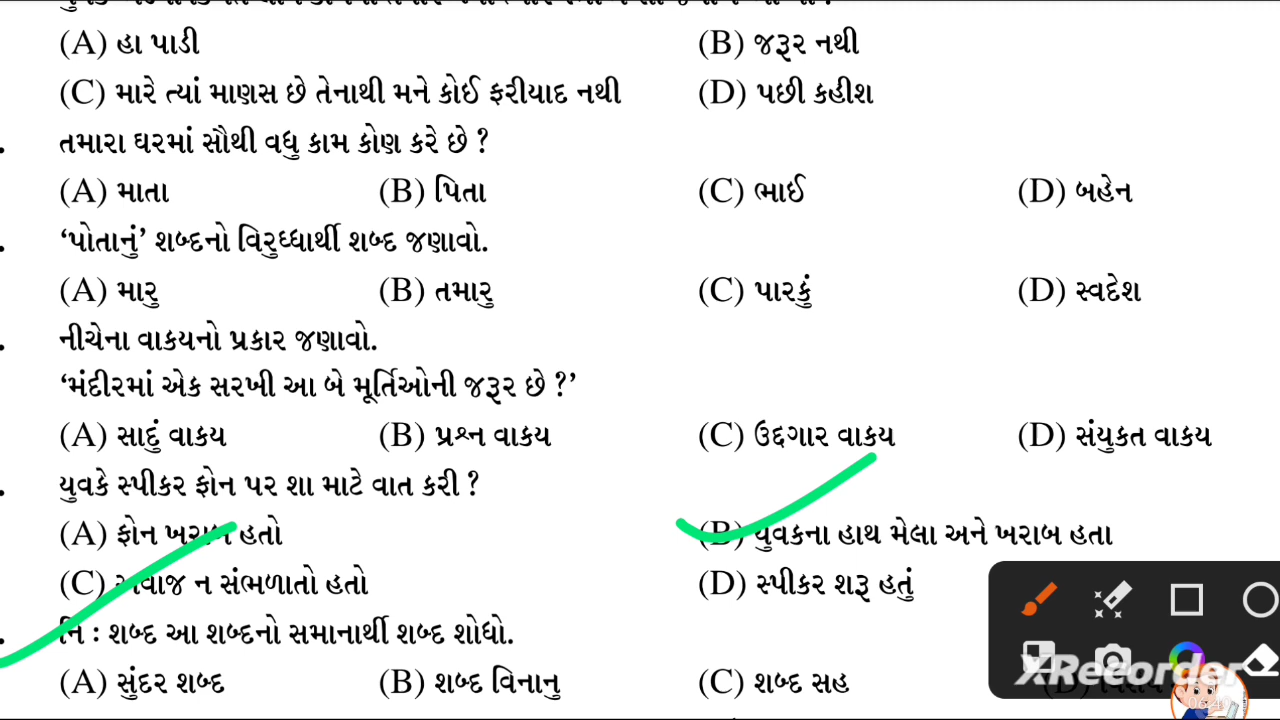 (A) હા પાડી (B) જરૂર નથી
(C) મારે ત્યાં માણસ છે તેનાથી મને કોઈ ફરીયાદ નથી (D) પછી કહીશ
. તમારા ઘરમાં સૌથી વધુ કામ કોણ કરે છે ?
(A) માતા (B) પિતા (C) ભાઈ (D) બહેન
. ‘પોતાનું’ શબ્દનો વિરુધ્ધાર્થી શબ્દ જણાવો.
(A) મારુ (B) તમારુ (C) પારકું (D) સ્વદેશ
. નીચેના વાકયનો પ્રકાર જણાવો.
‘મંદીરમાં એક સરખી આ બે મૂર્તિઓની જરૂર છે ?’
(A) સાદું વાકય (B) પ્રશ્ન વાકય (C) ઉદ્દગાર વાકય (D) સંયુકત વાકય
. યુવકે સ્પીકર ફોન પર શા માટે વાત કરી ?
(A) ફોન ખરાબ હતો (B) યુવકના હાથ મેલા અને ખરાબ હતા
(C) અવાજ ન સંભળાતો હતો (D) સ્પીકર શરૂ હતું
. નિ : શબ્દ આ શબ્દનો સમાનાર્થી શબ્દ શોધો.
(A) સુંદર શબ્દ (B) શબ્દ વિનાનુ (C) શબ્દ સહ
XRecorder